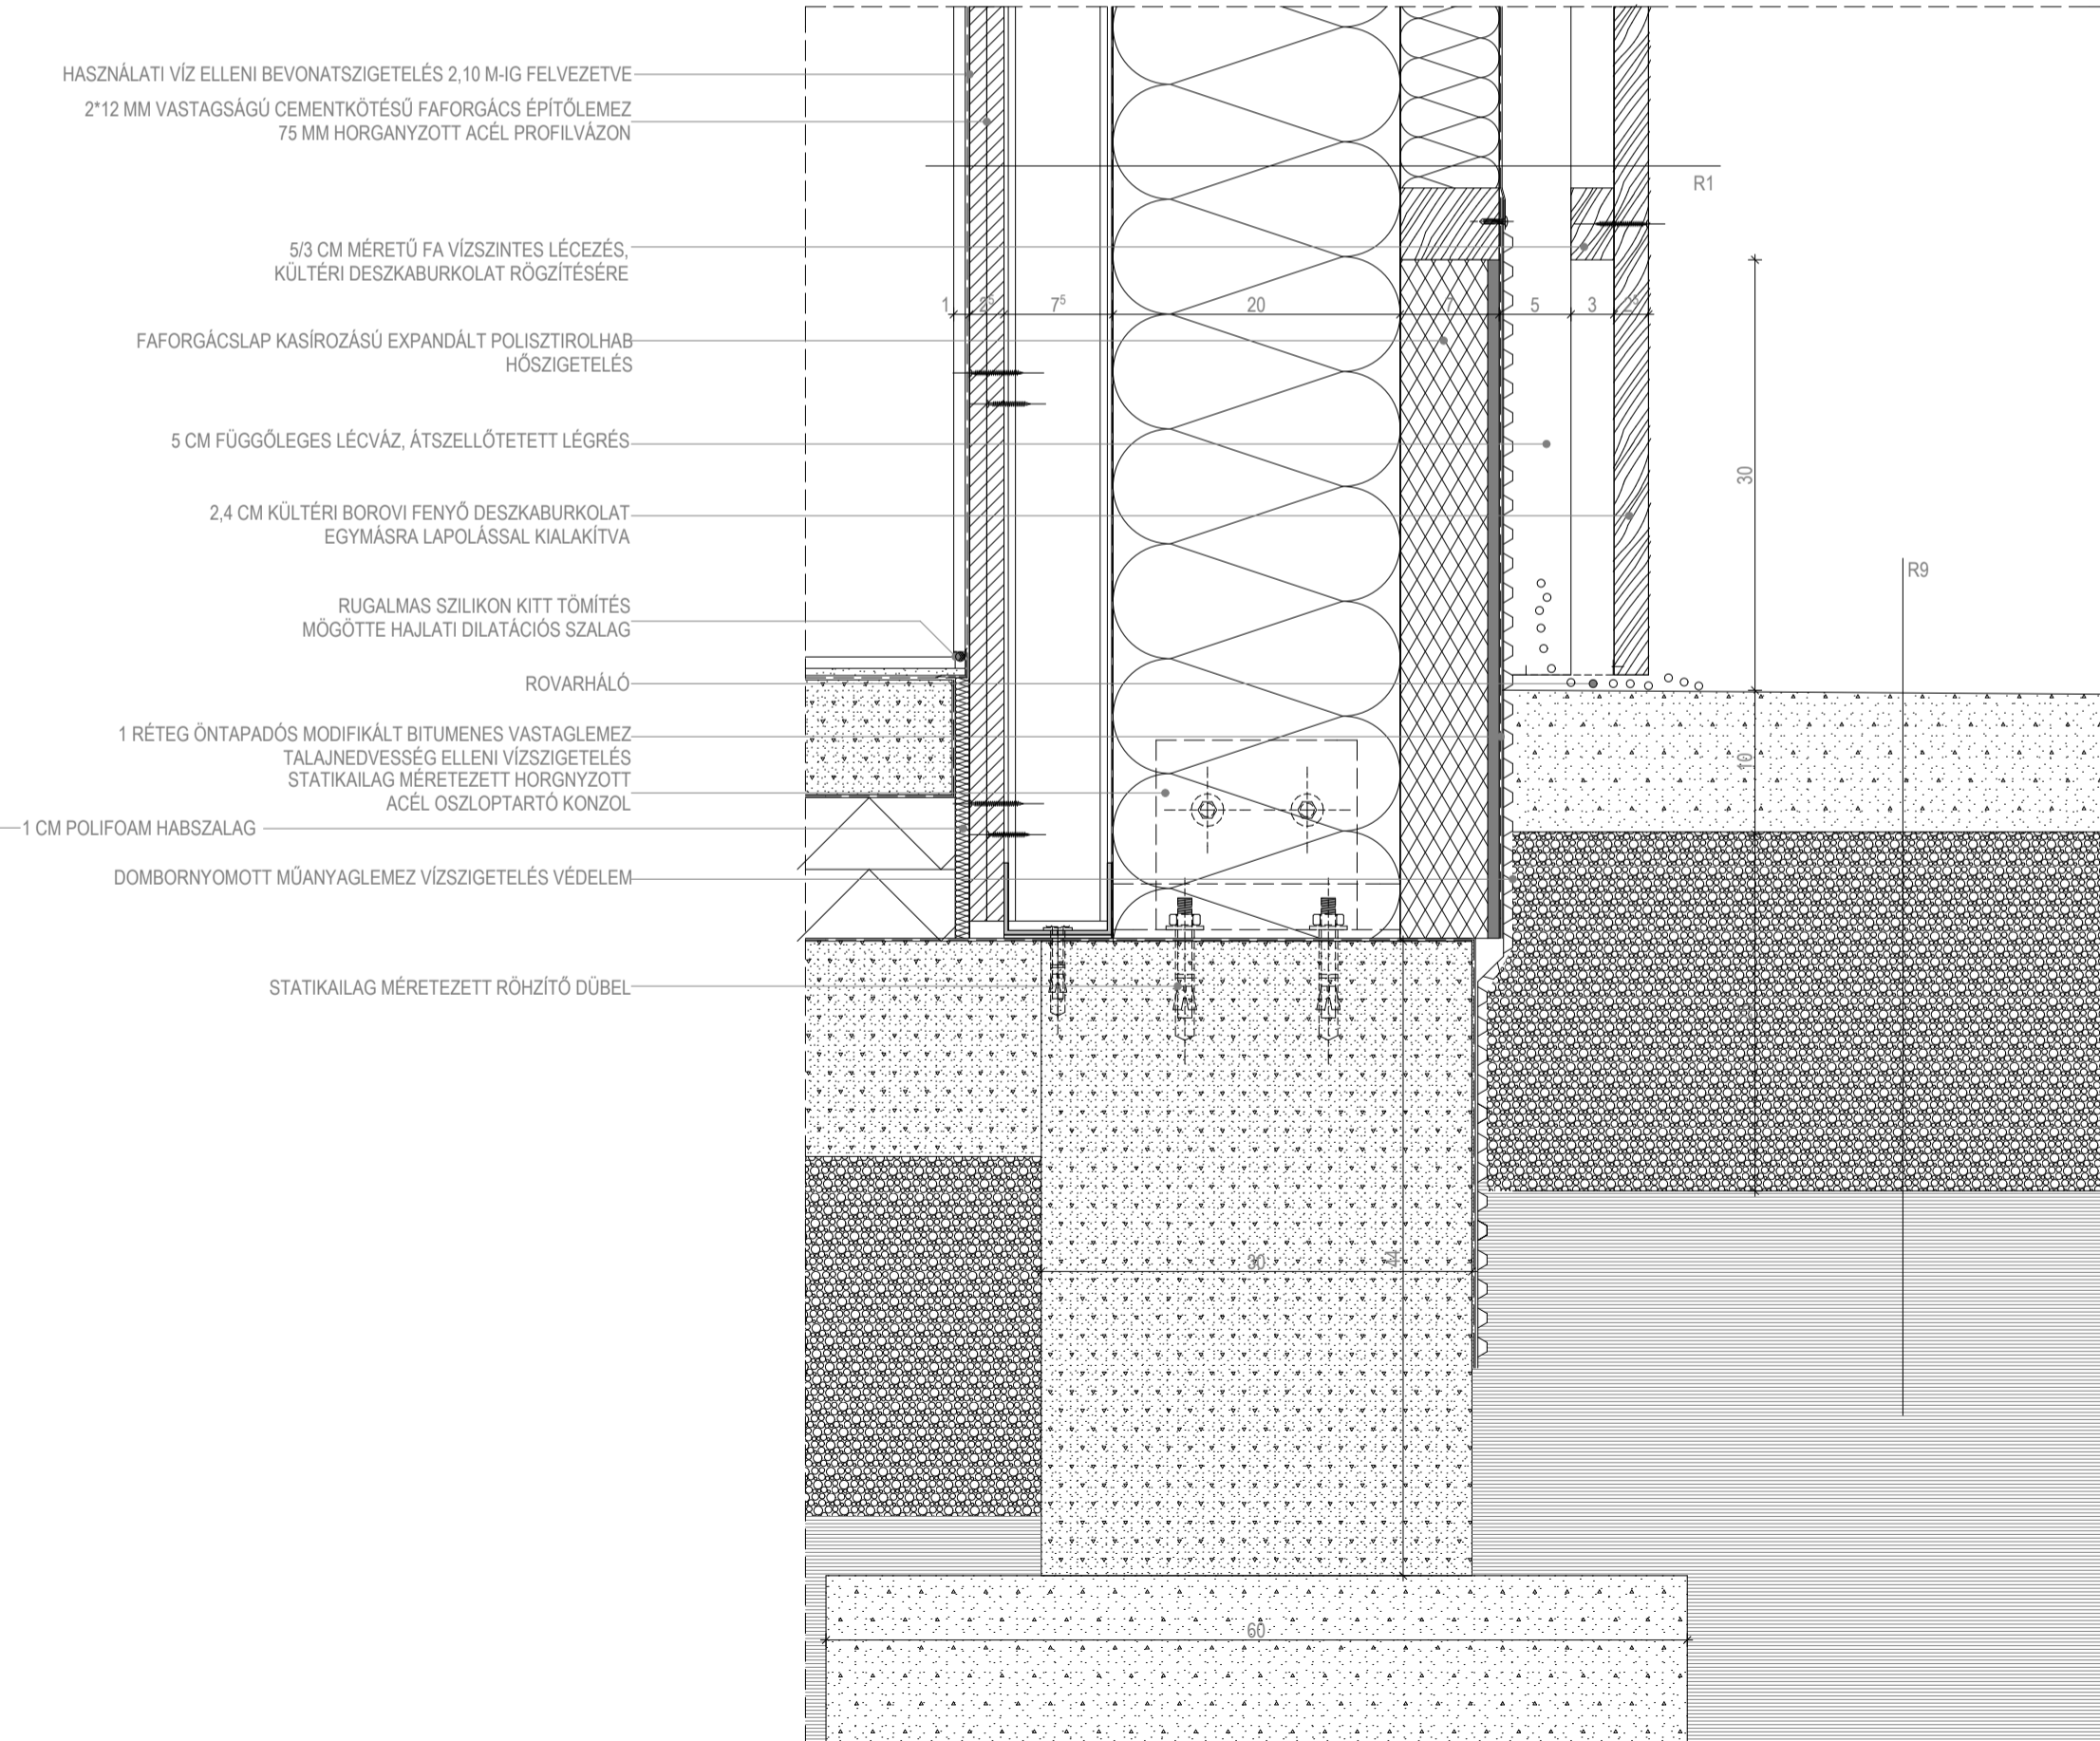 HASZNÁLATI VÍZ ELLENI BEVONATSZIGETELÉS 2,10 M-IG FELVEZETVE
2*12 MM VASTAGSÁGÚ CEMENTKÖTÉSŰ FAFORGÁCS ÉPÍTŐLEMEZ
75 MM HORGANYZOTT ACÉL PROFILVÁZON
R1
5/3 CM MÉRETŰ FA VÍZSZINTES LÉCEZÉS,
KÜLTÉRI DESZKABURKOLAT RÖGZÍTÉSÉRE
1 2⁵ 7⁵ 20 7 5 3 2⁵
FAFORGÁCSLAP KASÍROZÁSÚ EXPANDÁLT POLISZTIROLHAB
HŐSZIGETELÉS
5 CM FÜGGŐLEGES LÉCVÁZ, ÁTSZELLŐTETETT LÉGRÉS
30
2,4 CM KÜLTÉRI BOROVI FENYŐ DESZKABURKOLAT
EGYMÁSRA LAPOLÁSSAL KIALAKÍTVA
R9
RUGALMAS SZILIKON KITT TÖMÍTÉS
MÖGÖTTE HAJLATI DILATÁCIÓS SZALAG
ROVARHÁLÓ
1 RÉTEG ÖNTAPADÓS MODIFIKÁLT BITUMENES VASTAGLEMEZ
TALAJNEDVESSÉG ELLENI VÍZSZIGETELÉS
10
STATIKAILAG MÉRETEZETT HORGNYZOTT
ACÉL OSZLOPTARTÓ KONZOL
1 CM POLIFOAM HABSZALAG
DOMBORNYOMOTT MŰANYAGLEMEZ VÍZSZIGETELÉS VÉDELEM
STATIKAILAG MÉRETEZETT RÖHZÍTŐ DÜBEL
30
44
60